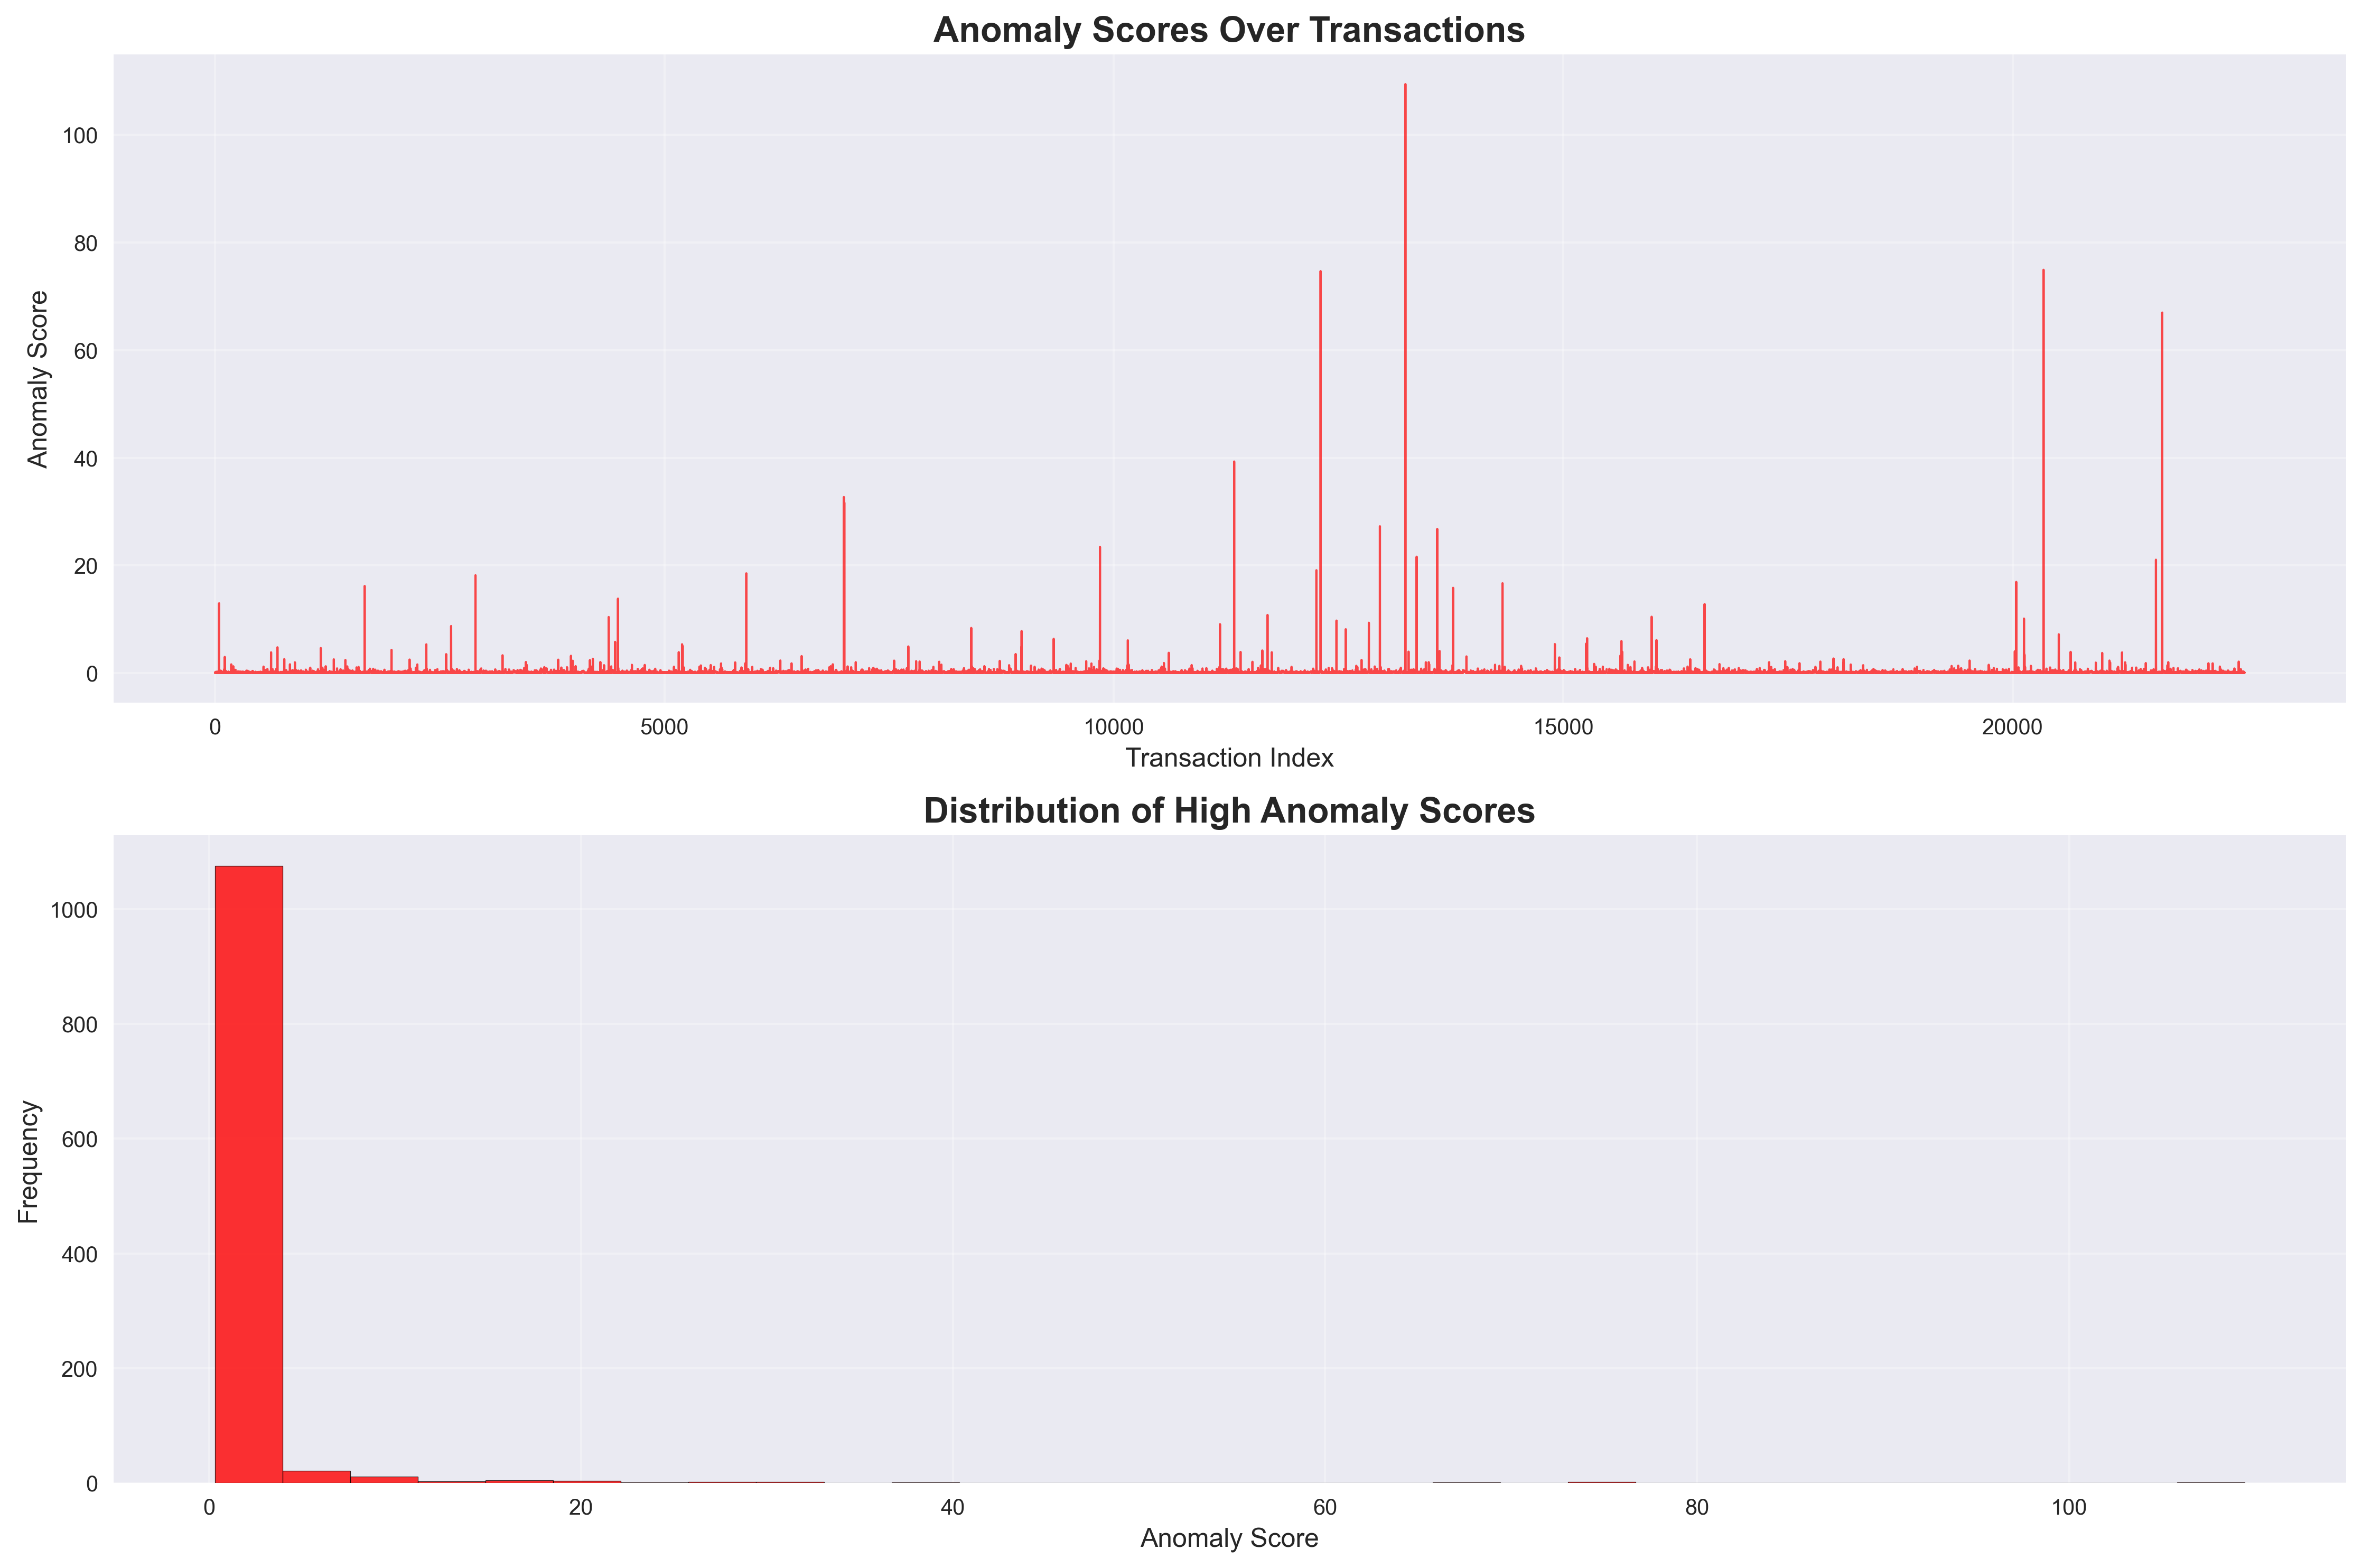 Anomaly Scores Over Transactions
Anomaly Score
100
80
60
40
20
0
0 5000 10000 15000 20000
Transaction Index
Distribution of High Anomaly Scores
Frequency
1000
800
600
400
200
0
0 20 40 60 80 100
Anomaly Score